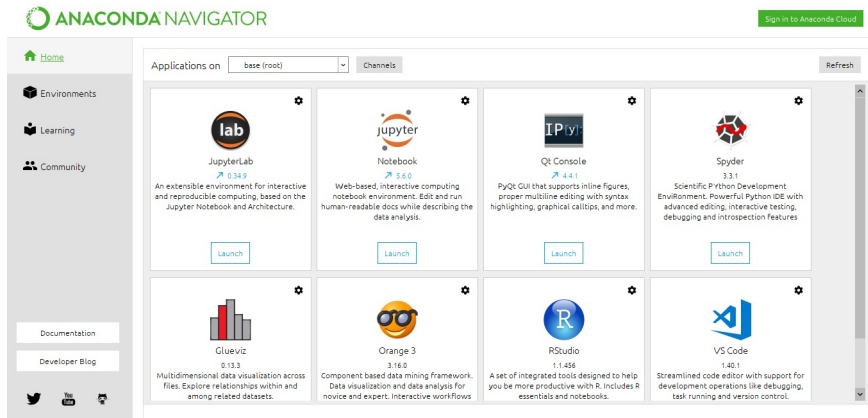 ANACONDA NAVIGATOR
Sign in to Anaconda Cloud
Home
Environments
Learning
Community
Documentation
Developer Blog
You
Tube
Applications on
base (root)
Channels
Refresh
lab
JupyterLab
0.34.9
An extensible environment for interactive
and reproducible computing, based on the
Jupyter Notebook and Architecture.
Launch
jupyter
Notebook
5.6.0
Web-based, interactive computing
notebook environment. Edit and run
human-readable docs while describing the
data analysis.
Launch
IP[y]:
Qt Console
4.4.1
PyQt GUI that supports inline figures,
proper multiline editing with syntax
highlighting, graphical calltips, and more.
Launch
Spyder
3.3.1
Scientific PYthon Development
EnviRonment. Powerful Python IDE with
advanced editing, interactive testing,
debugging and introspection features
Launch
Glueviz
0.13.3
Multidimensional data visualization across
files. Explore relationships within and
among related datasets.
Orange 3
3.16.0
Component based data mining framework.
Data visualization and data analysis for
novice and expert. Interactive workflows
R
RStudio
1.1.456
A set of integrated tools designed to help
you be more productive with R. Includes R
essentials and notebooks.
VS Code
1.40.1
Streamlined code editor with support for
development operations like debugging,
task running and version control.